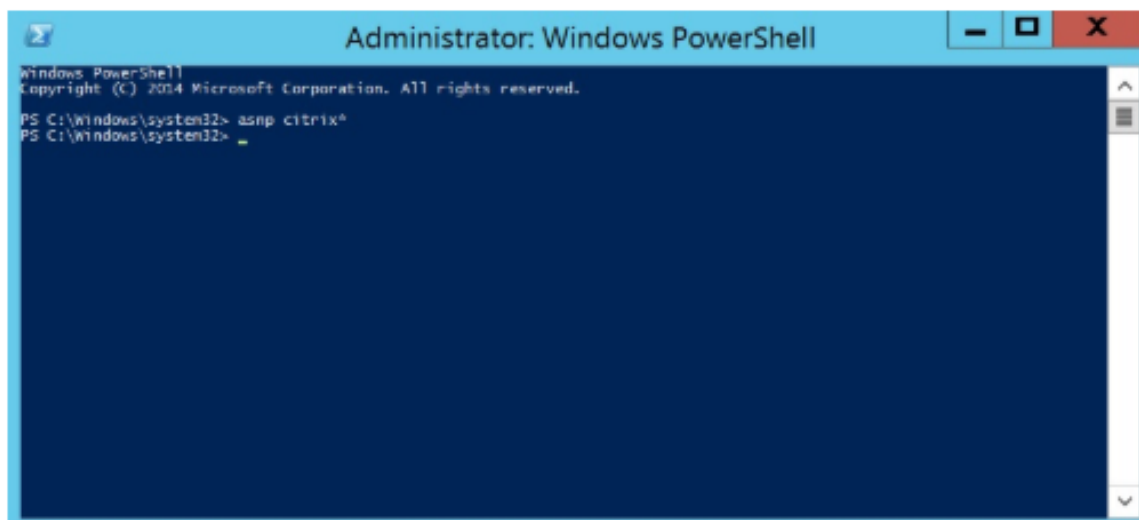 Administrator: Windows PowerShell
Windows PowerShell
Copyright (C) 2014 Microsoft Corporation. All rights reserved.
PS C:\Windows\system32> asnp citrix*
PS C:\Windows\system32> _